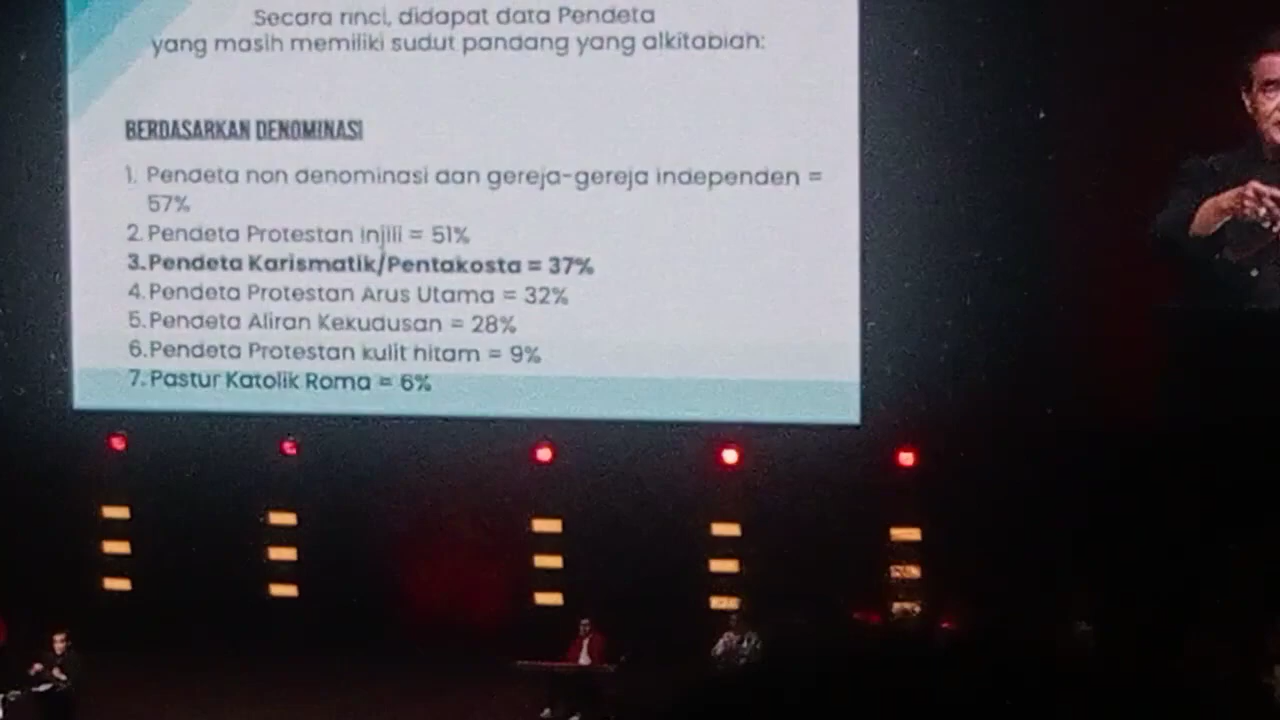 Secara rinci, didapat data Pendeta
yang masih memiliki sudut pandang yang alkitabiah:
BERDASARKAN DENOMINASI
1. Pendeta non denominasi dan gereja-gereja independen =
57%
2. Pendeta Protestan injili = 51%
3. Pendeta Karismatik/Pentakosta = 37%
4. Pendeta Protestan Arus Utama = 32%
5. Pendeta Aliran Kekudusan = 28%
6. Pendeta Protestan kulit hitam = 9%
7. Pastur Katolik Roma = 6%